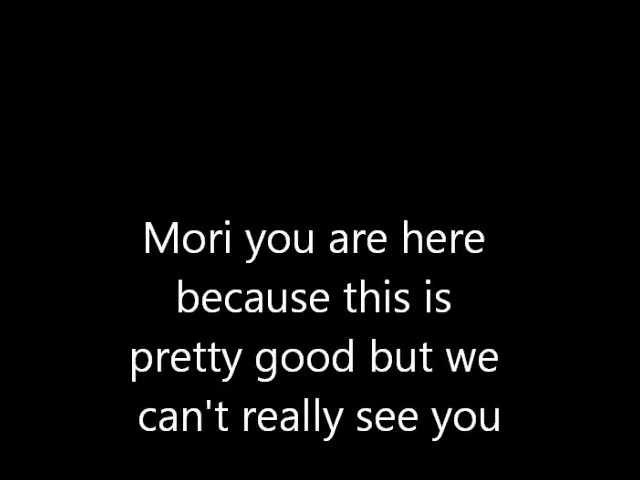 Mori you are here
because this is
pretty good but we
can't really see you